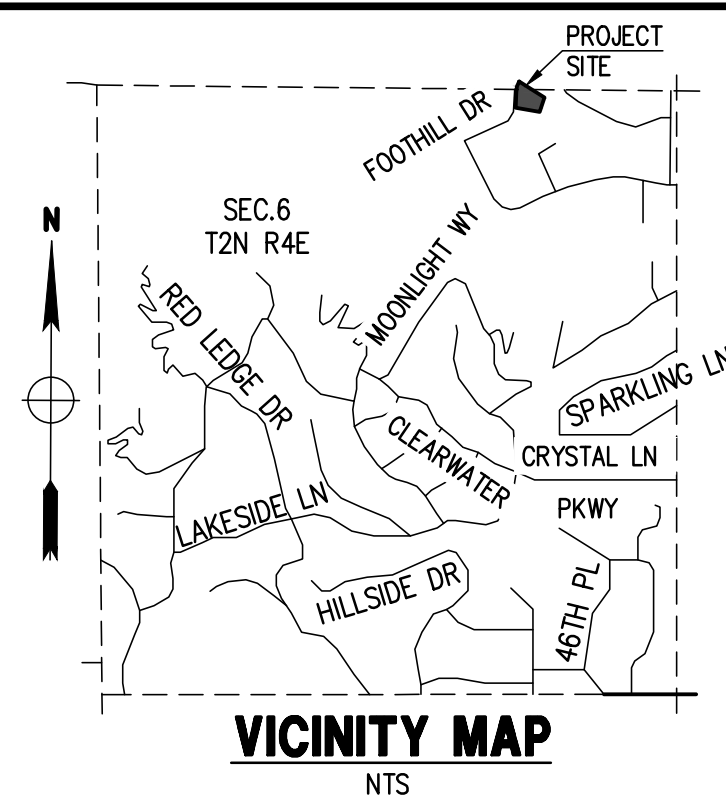 PROJECT
SITE
FOOTHILL DR
SEC.6
T2N R4E
N
MOONLIGHT WY
RED LEDGE DR
SPARKLING LN
CLEARWATER
CRYSTAL LN
LAKESIDE LN
PKWY
HILLSIDE DR
46TH PL
VICINITY MAP
NTS